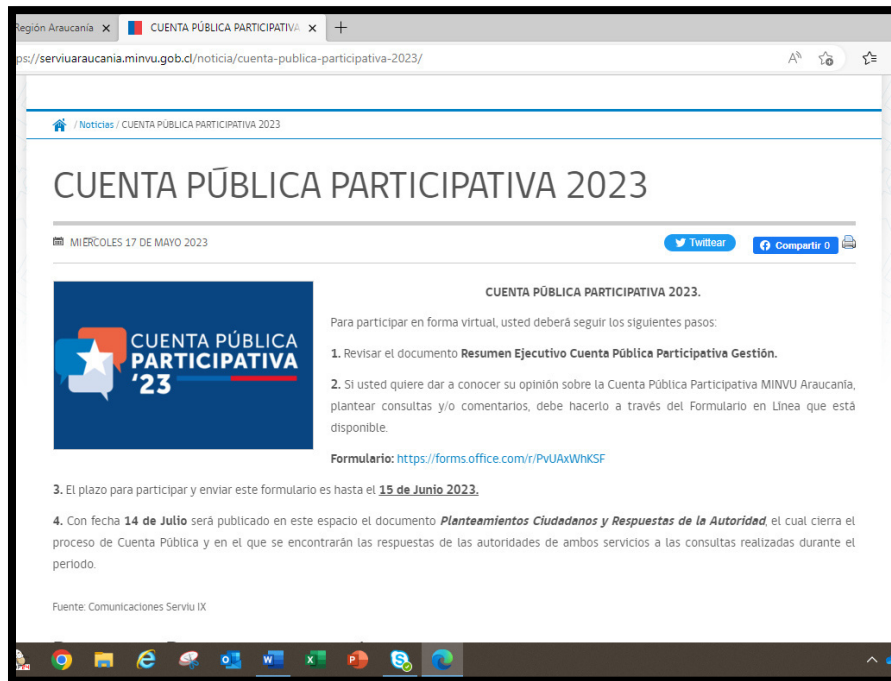 Región Araucanía
CUENTA PÚBLICA PARTICIPATIVA
ps://serviuaraucania.minvu.gob.cl/noticia/cuenta-publica-participativa-2023/
/ Noticias / CUENTA PÚBLICA PARTICIPATIVA 2023
CUENTA PÚBLICA PARTICIPATIVA 2023
MIÉRCOLES 17 DE MAYO 2023
Twittear
Compartir 0
CUENTA PÚBLICA
PARTICIPATIVA
'23
CUENTA PÚBLICA PARTICIPATIVA 2023.
Para participar en forma virtual, usted deberá seguir los siguientes pasos:
1. Revisar el documento Resumen Ejecutivo Cuenta Pública Participativa Gestión.
2. Si usted quiere dar a conocer su opinión sobre la Cuenta Pública Participativa MINVU Araucanía,
plantear consultas y/o comentarios, debe hacerlo a través del Formulario en Línea que está
disponible.
Formulario: https://forms.office.com/r/PvUAxWhKSF
3. El plazo para participar y enviar este formulario es hasta el 15 de Junio 2023.
4. Con fecha 14 de Julio será publicado en este espacio el documento Planteamientos Ciudadanos y Respuestas de la Autoridad, el cual cierra el
proceso de Cuenta Pública y en el que se encontrarán las respuestas de las autoridades de ambos servicios a las consultas realizadas durante el
periodo.
Fuente: Comunicaciones Serviu IX